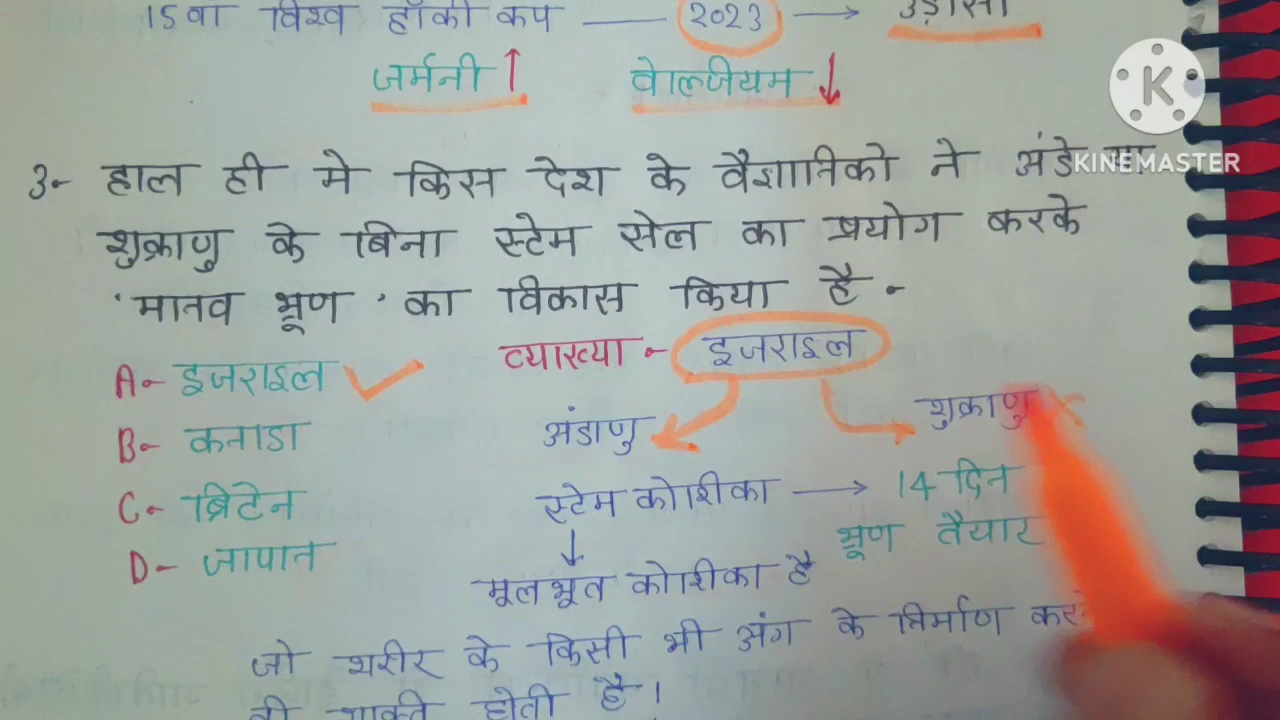 15वा विश्व हॉकी कप — 2023 → उड़ीसा
जर्मनी ↑ वेल्जियम ↓
3- हाल ही मे किस देश के वैज्ञानिको ने अंडे या
शुक्राणु के बिना स्टेम सेल का प्रयोग करके
'मानव भ्रूण' का विकास किया है -
A- इजराइल ✓ व्याख्या - इजराइल
अंडाणु शुक्राणु ×
B- कनाडा
C- ब्रिटेन स्टेम कोशिका → 14 दिन
भ्रूण तैयार
D- जापान ↓
मूलभूत कोशिका है
जो शरीर के किसी भी अंग के निर्माण
की शक्ति होती है।
K
KINEMASTER